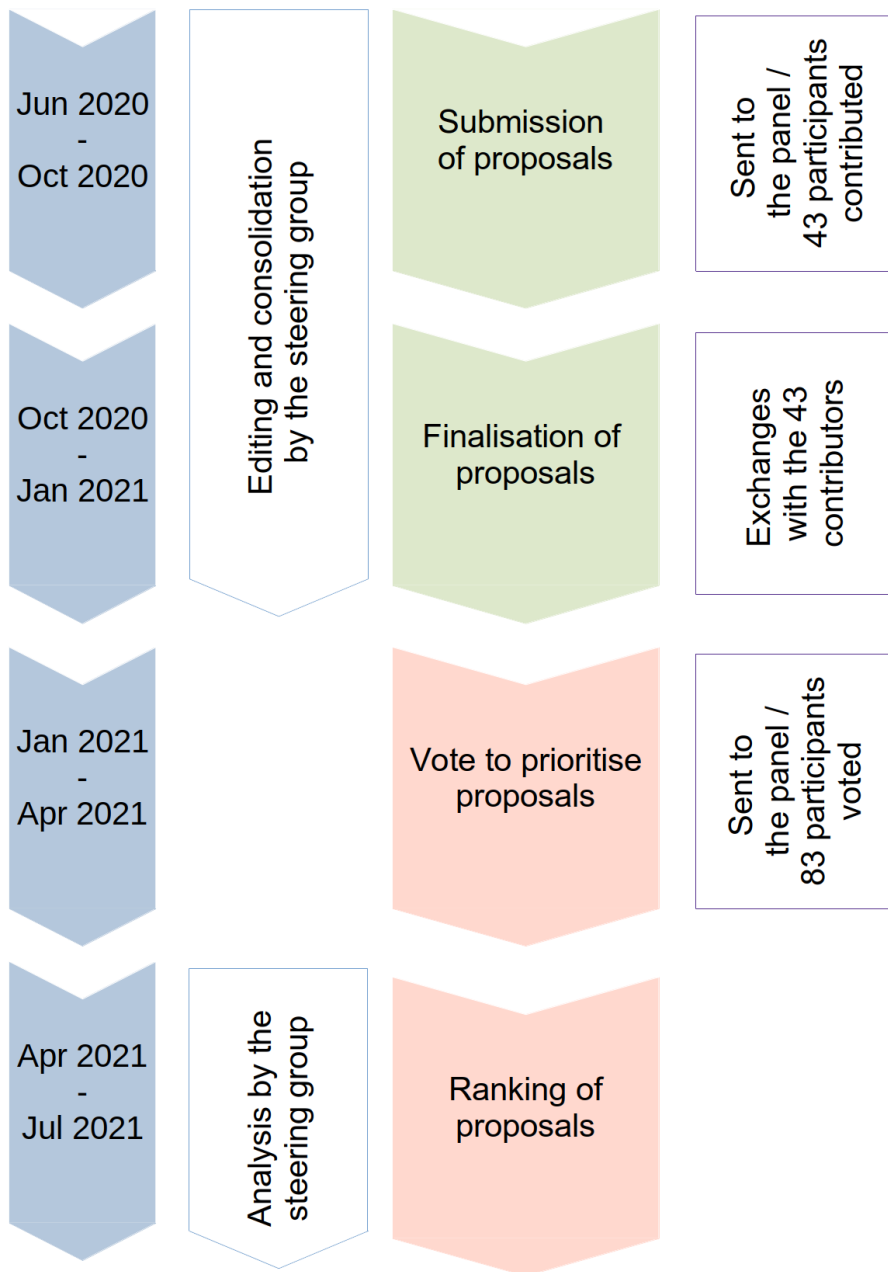 Jun 2020
-
Oct 2020
Editing and consolidation
by the steering group
Submission
of proposals
Sent to
the panel /
43 participants
contributed
Oct 2020
-
Jan 2021
Finalisation of
proposals
Exchanges
with the 43
contributors
Jan 2021
-
Apr 2021
Vote to prioritise
proposals
Sent to
the panel /
83 participants
voted
Apr 2021
-
Jul 2021
Analysis by the
steering group
Ranking of
proposals